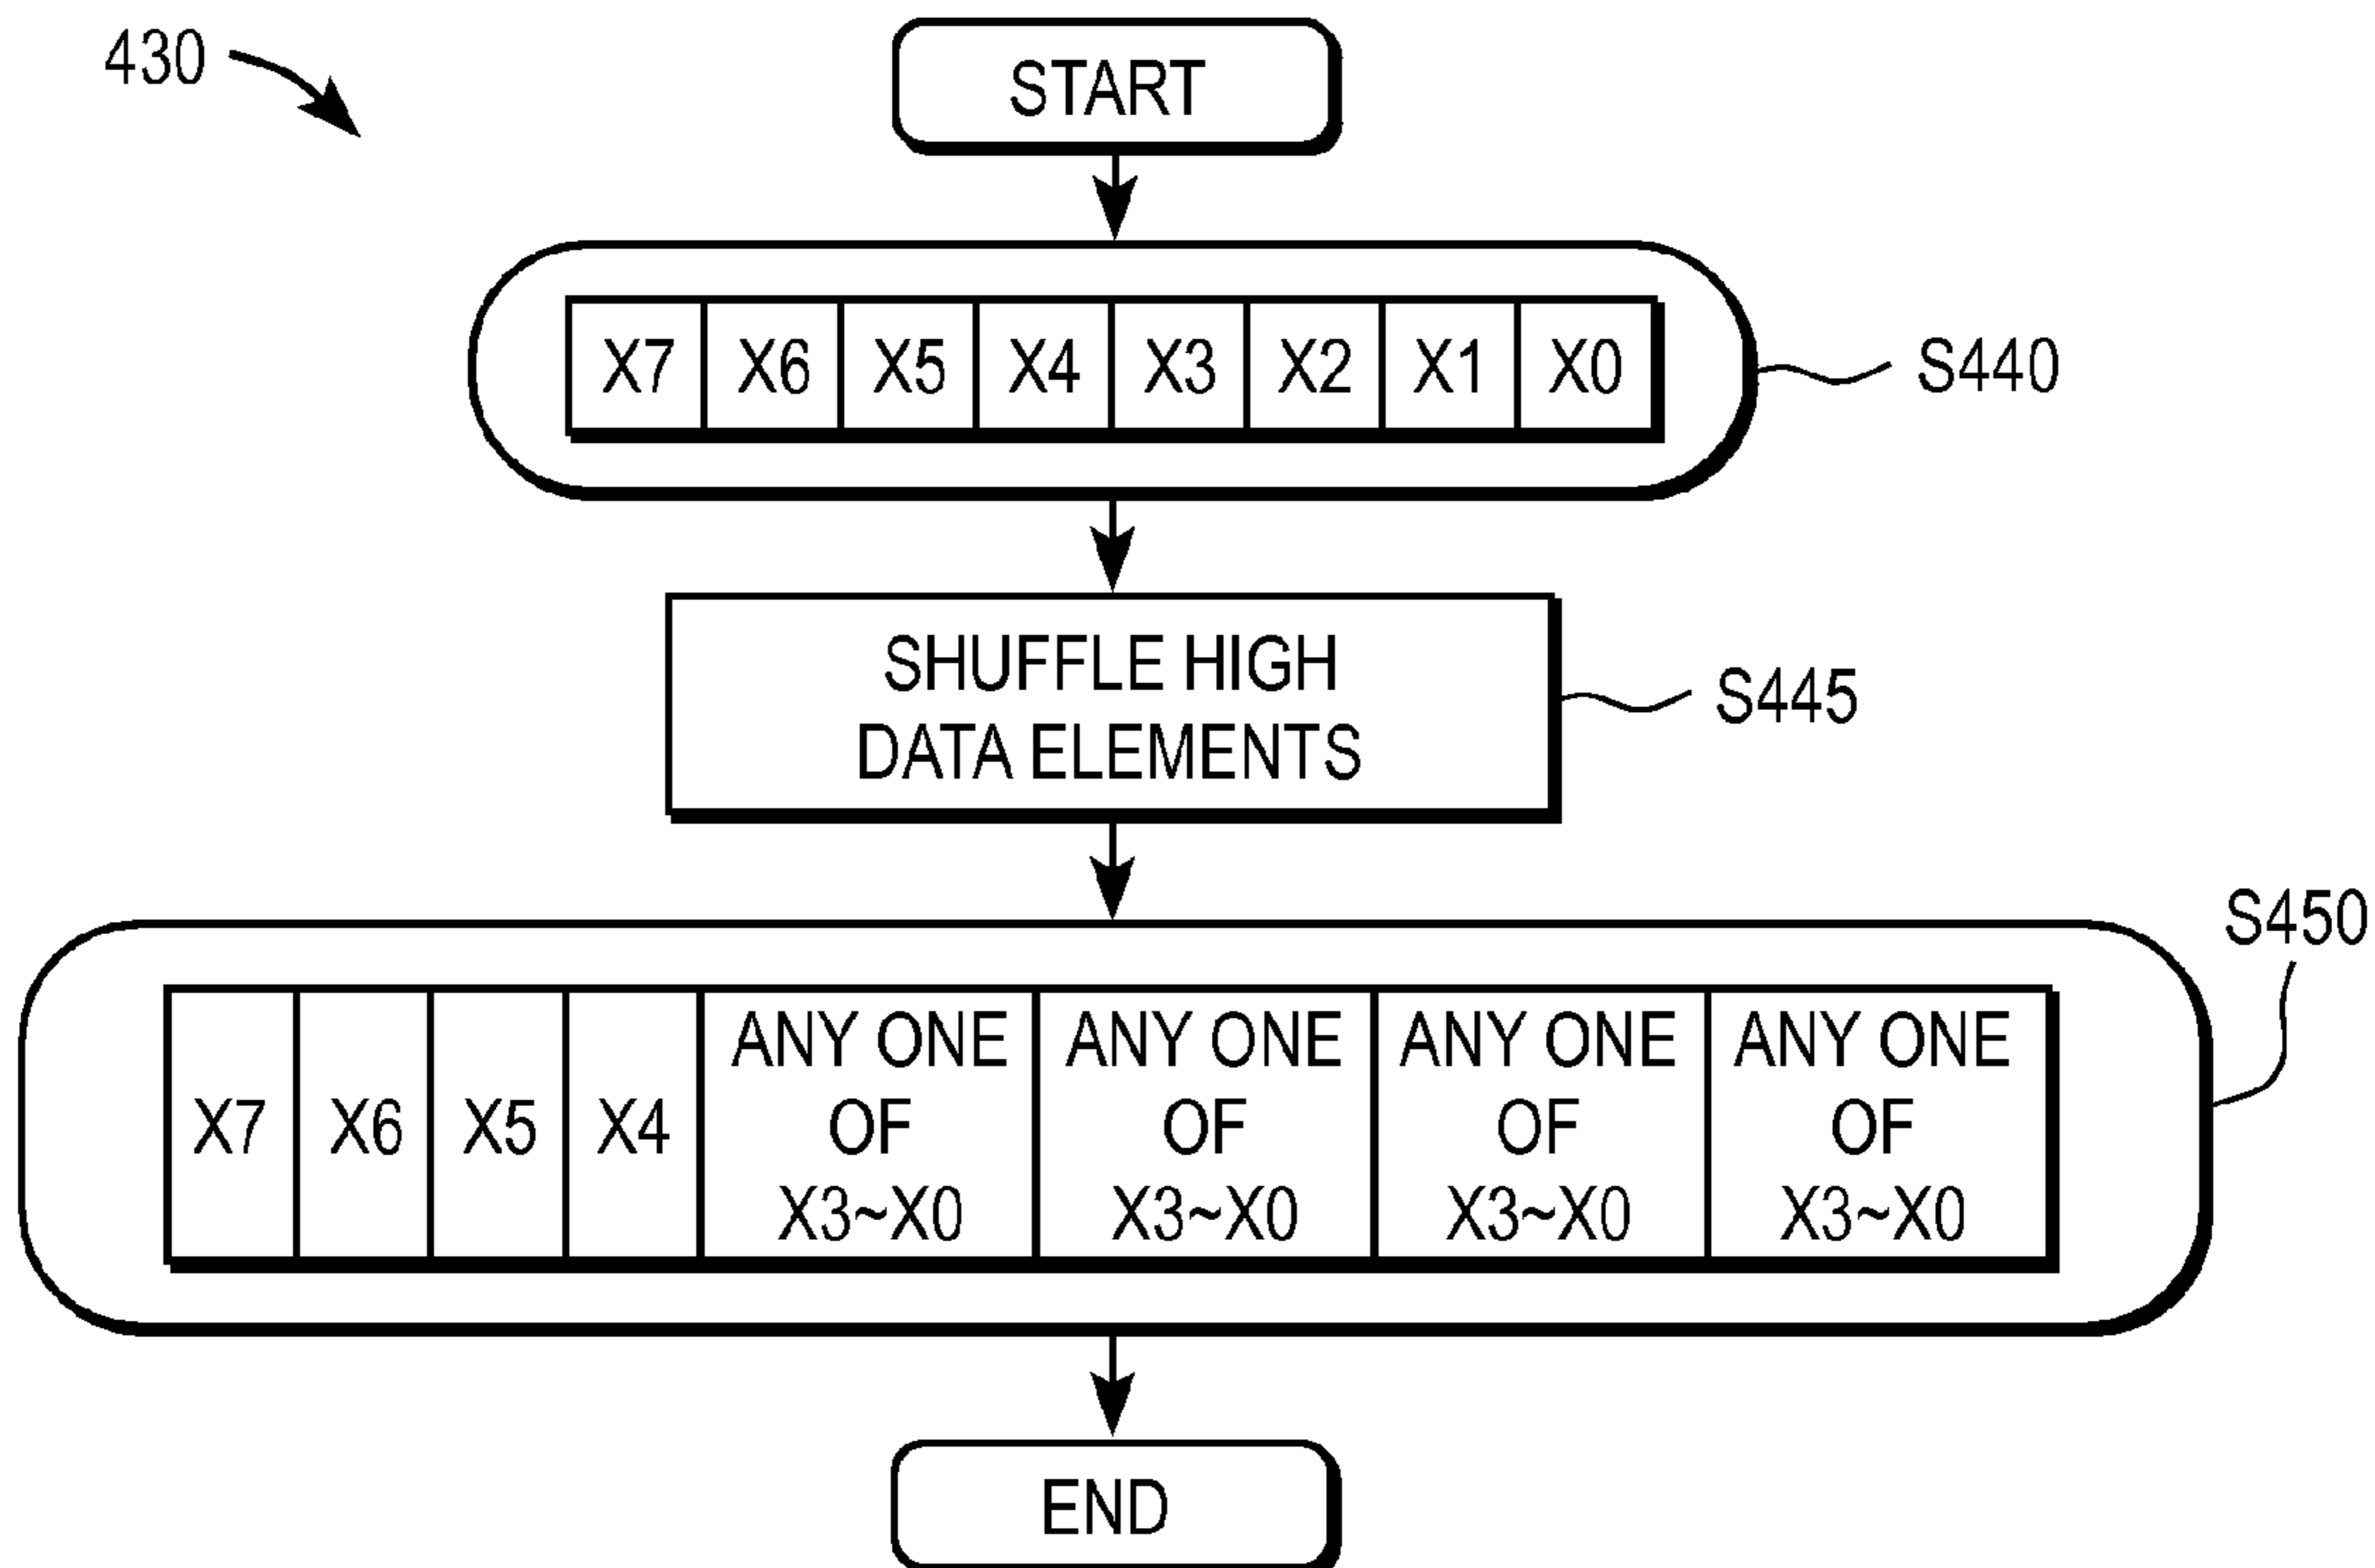 430
START
X7 X6 X5 X4 X3 X2 X1 X0
S440
SHUFFLE HIGH
DATA ELEMENTS
S445
S450
X7 X6 X5 X4
ANY ONE
OF
X3~X0
ANY ONE
OF
X3~X0
ANY ONE
OF
X3~X0
ANY ONE
OF
X3~X0
END